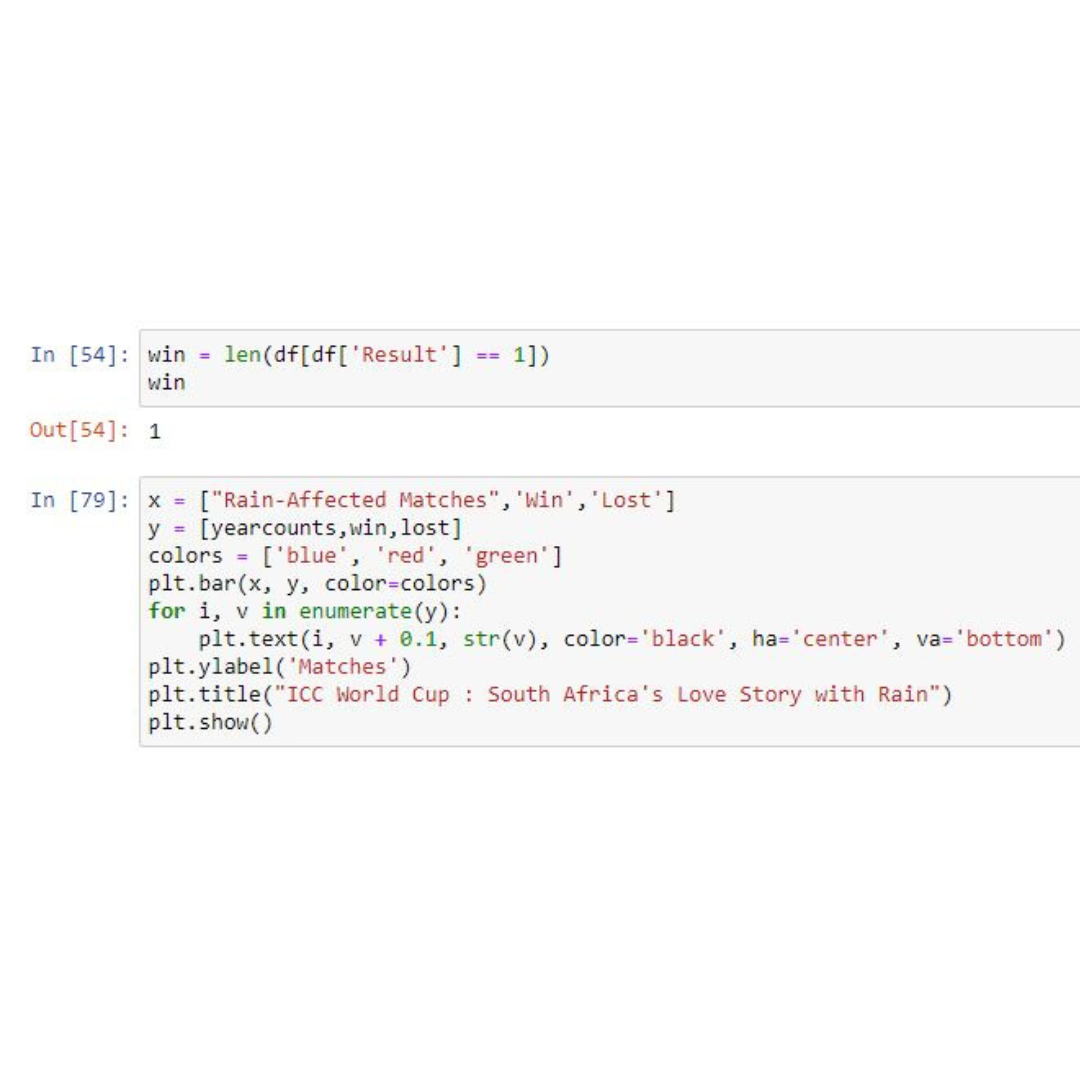 In [54]: win = len(df[df['Result'] == 1])
win
Out[54]: 1
In [79]: x = ["Rain-Affected Matches",'Win','Lost']
y = [yearcounts,win,lost]
colors = ['blue', 'red', 'green']
plt.bar(x, y, color=colors)
for i, v in enumerate(y):
    plt.text(i, v + 0.1, str(v), color='black', ha='center', va='bottom')
plt.ylabel('Matches')
plt.title("ICC World Cup : South Africa's Love Story with Rain")
plt.show()